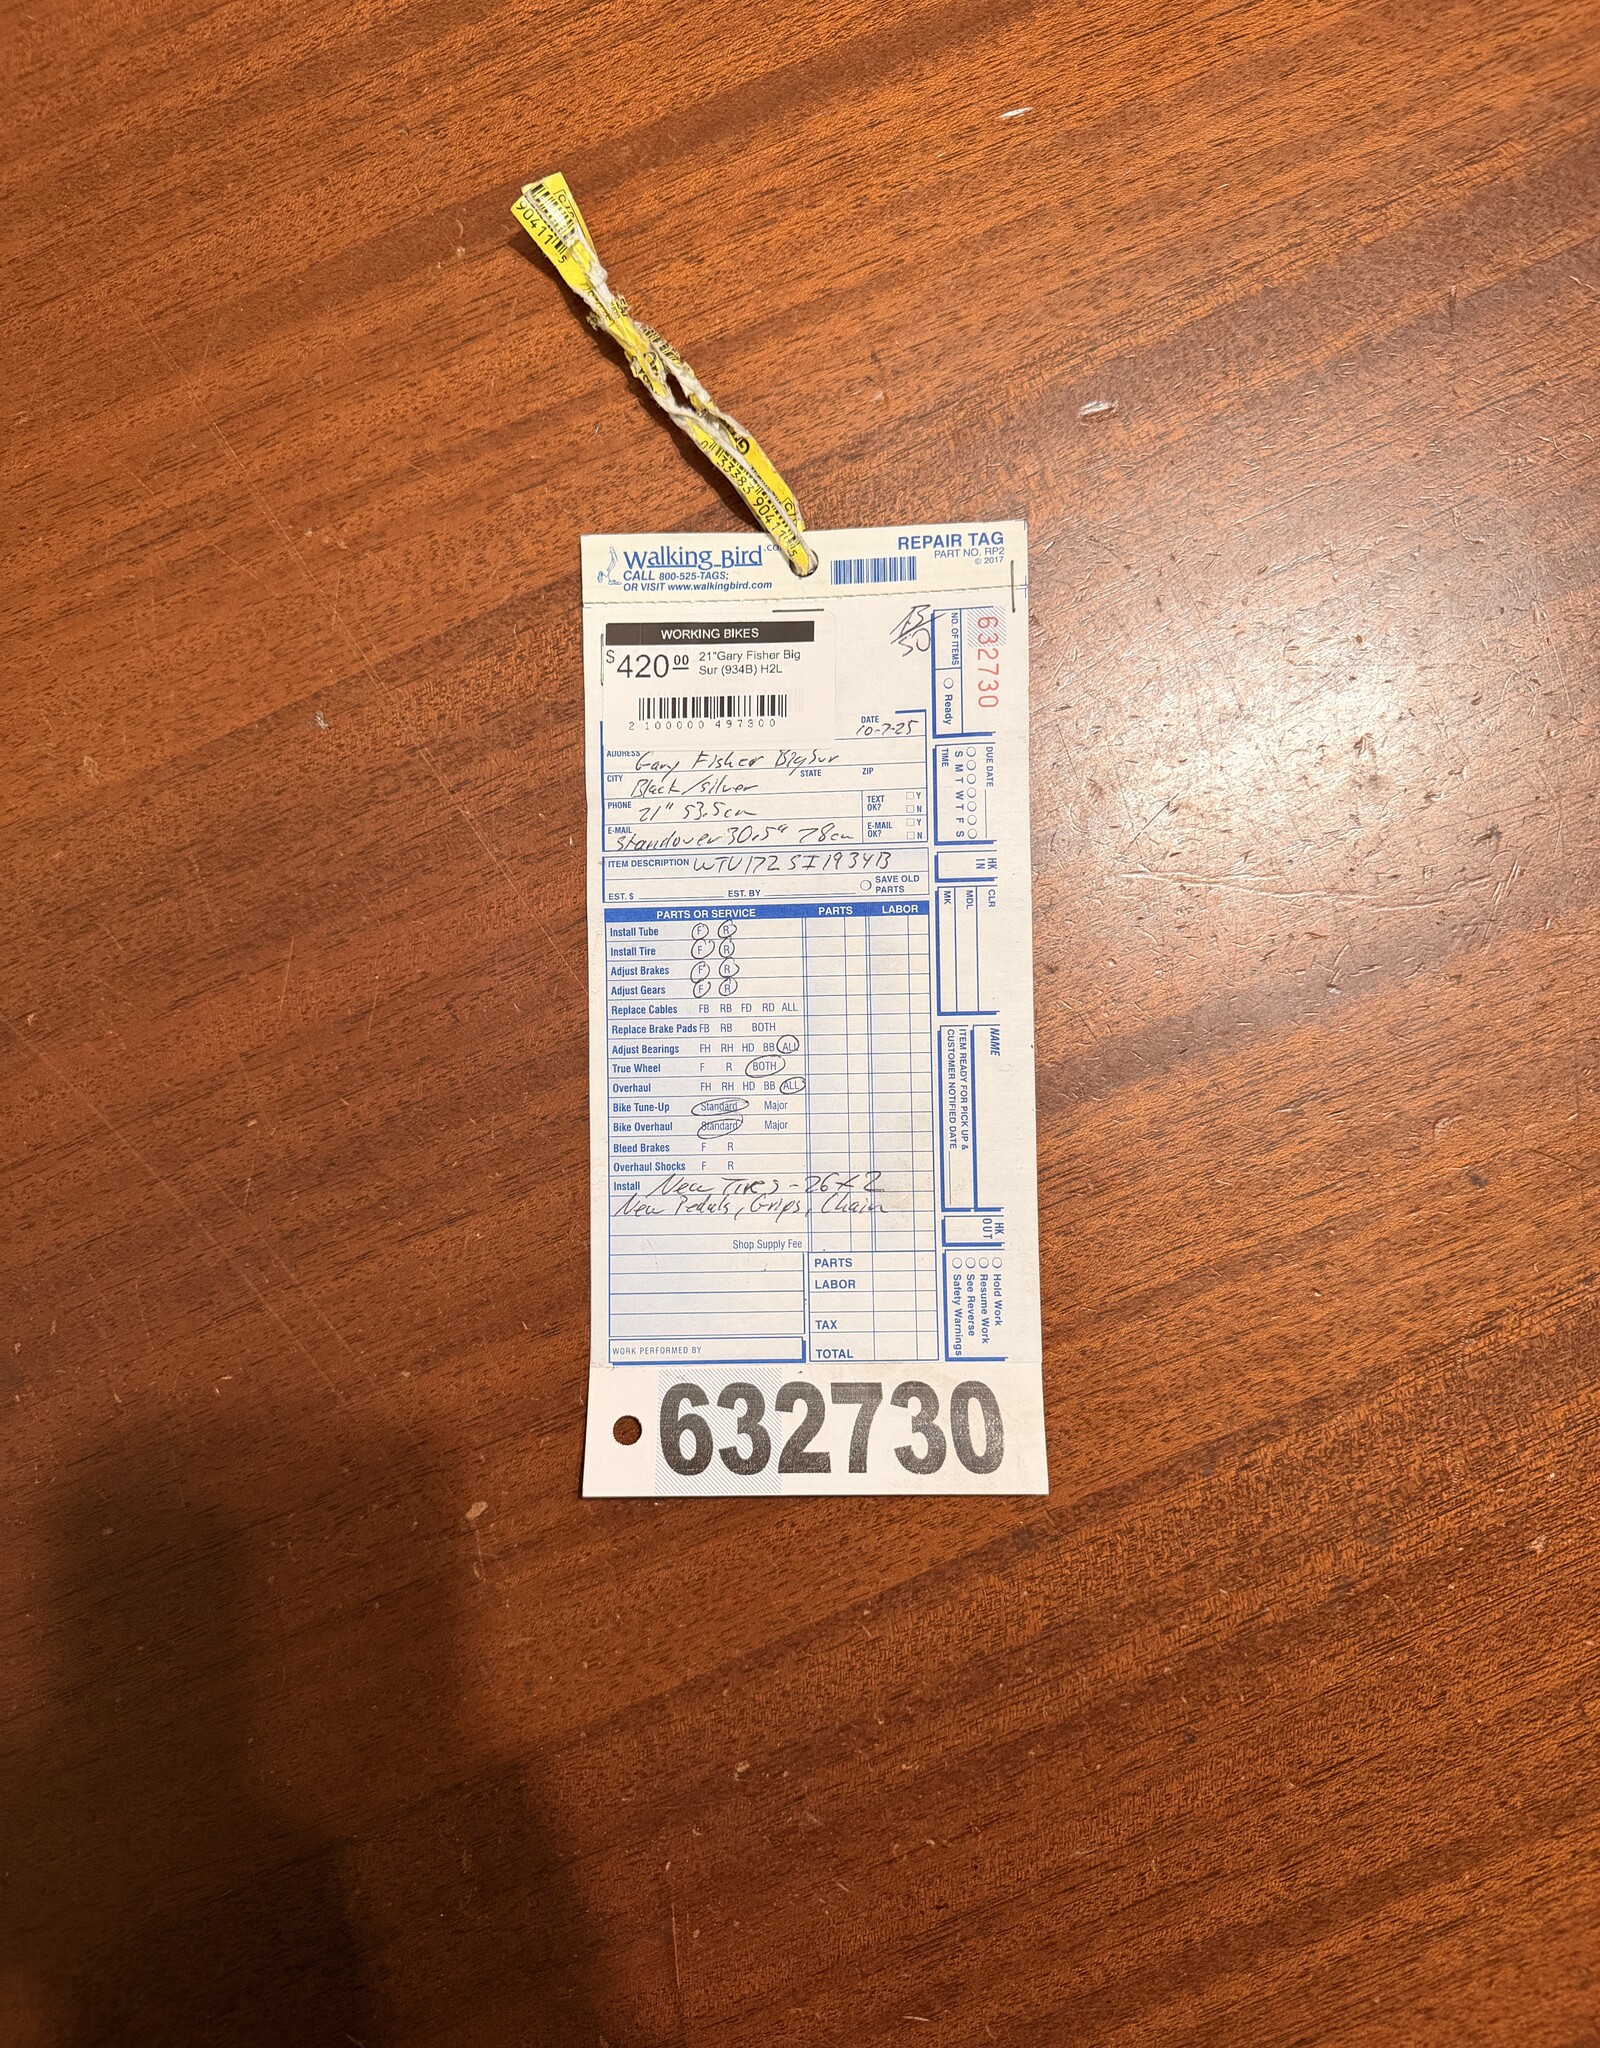 90411 5
33383 90411 5
Walking Bird.com
CALL 800-525-TAGS;
OR VISIT www.walkingbird.com
REPAIR TAG
PART NO. RP2
© 2017
WORKING BIKES
$420.00
21"Gary Fisher Big
Sur (934B) H2L
2 100000 497300
50
NO. OF ITEMS
Ready
632730
DATE
10-7-25
ADDRESS Gary Fisher BigSur
CITY Black/silver STATE ZIP
PHONE 21" 53.5cm TEXT OK? Y N
E-MAIL standover 30.5" 78cm E-MAIL OK? Y N
ITEM DESCRIPTION WTU172SI1934B
EST. $ EST. BY SAVE OLD PARTS
DUE DATE
S M T W T F S
TIME
HK IN
CLR
MDL
MK
PARTS OR SERVICE PARTS LABOR
Install Tube F R
Install Tire F R
Adjust Brakes F R
Adjust Gears F R
Replace Cables FB RB FD RD ALL
Replace Brake Pads FB RB BOTH
Adjust Bearings FH RH HD BB ALL
True Wheel F R BOTH
Overhaul FH RH HD BB ALL
Bike Tune-Up Standard Major
Bike Overhaul Standard Major
Bleed Brakes F R
Overhaul Shocks F R
Install New Tires - 26x2
New Pedals, Grips, Chain
Shop Supply Fee
PARTS
LABOR
TAX
TOTAL
WORK PERFORMED BY
NAME
ITEM READY FOR PICK UP &
CUSTOMER NOTIFIED DATE
HK OUT
Hold Work
Resume Work
See Reverse
Safety Warnings
632730